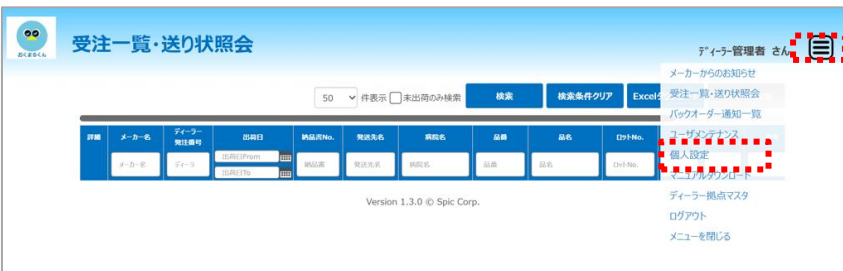 おくまるくん
受注一覧・送り状照会
ディーラー管理者 さん
メーカーからのお知らせ
50 件表示 未出荷のみ検索 検索 検索条件クリア Excel
受注一覧・送り状照会
バックオーダー通知一覧
ユーザメンテナンス
個人設定
マニュアルダウンロード
ディーラー拠点マスタ
ログアウト
メニューを閉じる
詳細 メーカー名 ディーラー発注番号 出荷日 納品書No. 発送先名 病院名 品番 品名 ロットNo.
メーカー名 ディーラ 出荷日From 納品書 発送先名 病院名 品番 品名 ロットNo.
出荷日To
Version 1.3.0 © Spic Corp.